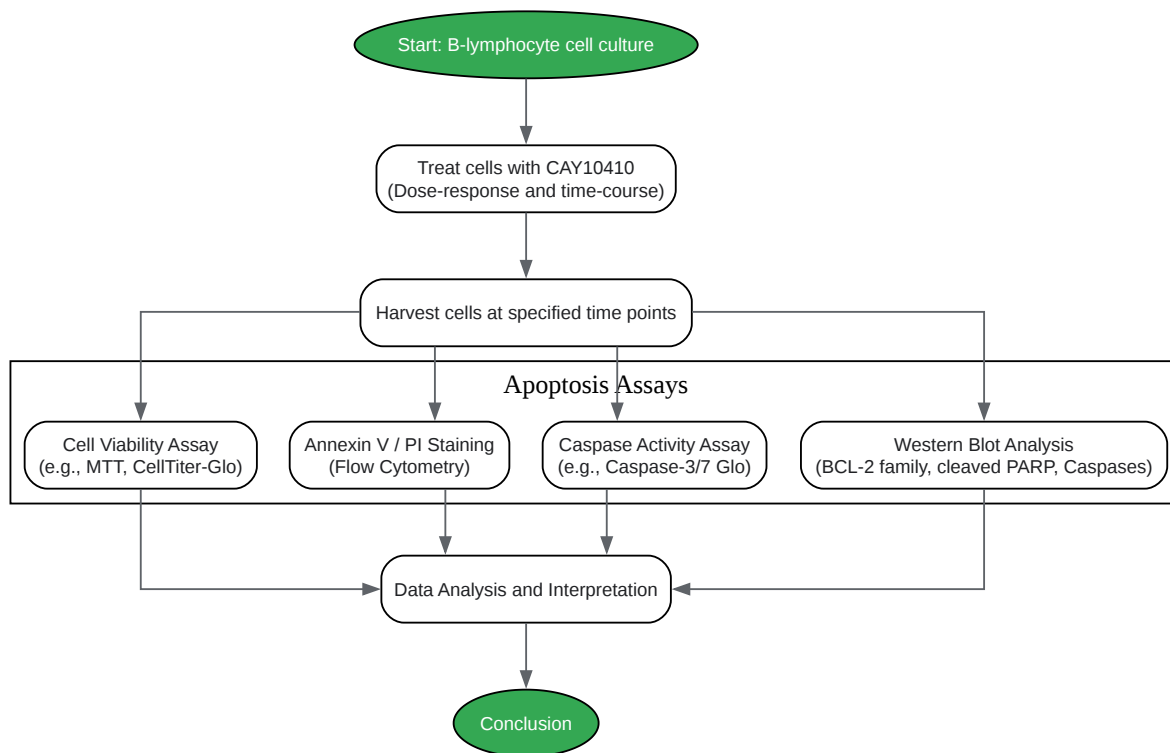 Start: B-lymphocyte cell culture
Treat cells with CAY10410
(Dose-response and time-course)
Harvest cells at specified time points
Apoptosis Assays
Cell Viability Assay
(e.g., MTT, CellTiter-Glo)
Annexin V / PI Staining
(Flow Cytometry)
Caspase Activity Assay
(e.g., Caspase-3/7 Glo)
Western Blot Analysis
(BCL-2 family, cleaved PARP, Caspases)
Data Analysis and Interpretation
Conclusion